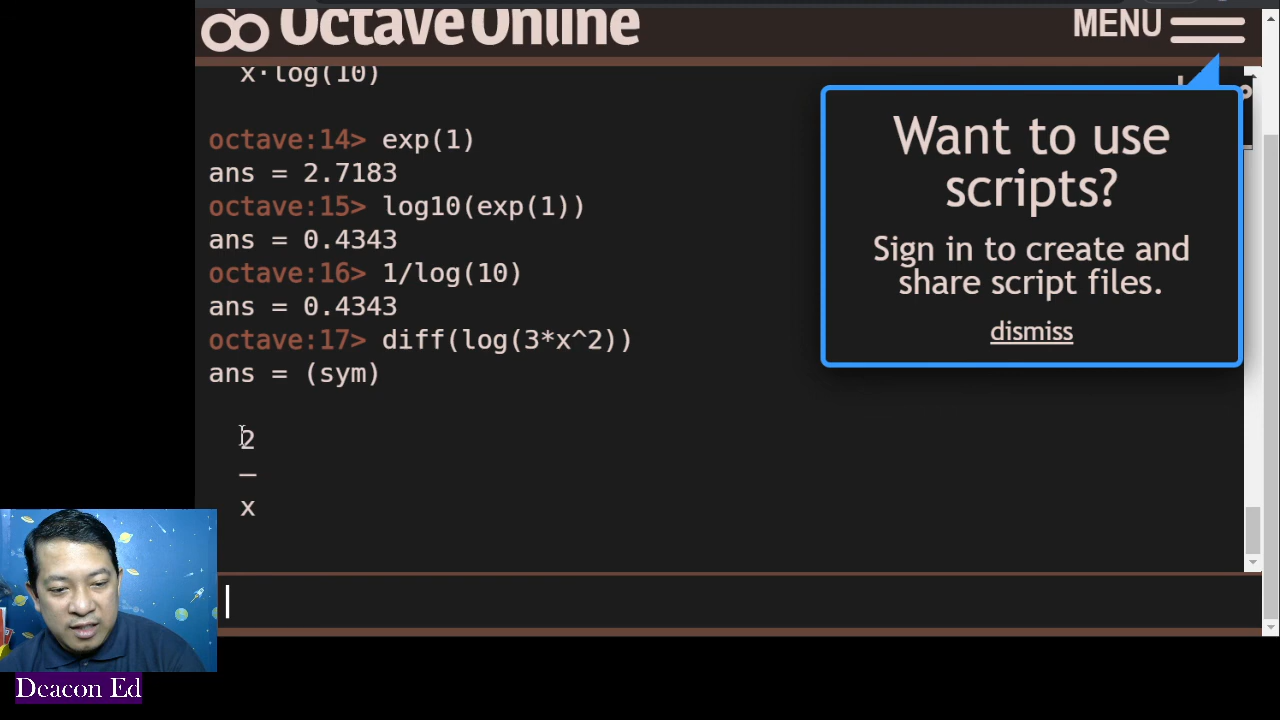 OctaveOnline
MENU
x·log(10)
octave:14> exp(1)
ans = 2.7183
octave:15> log10(exp(1))
ans = 0.4343
octave:16> 1/log(10)
ans = 0.4343
octave:17> diff(log(3*x^2))
ans = (sym)
2
─
x
Want to use
scripts?
Sign in to create and
share script files.
dismiss
Deacon Ed